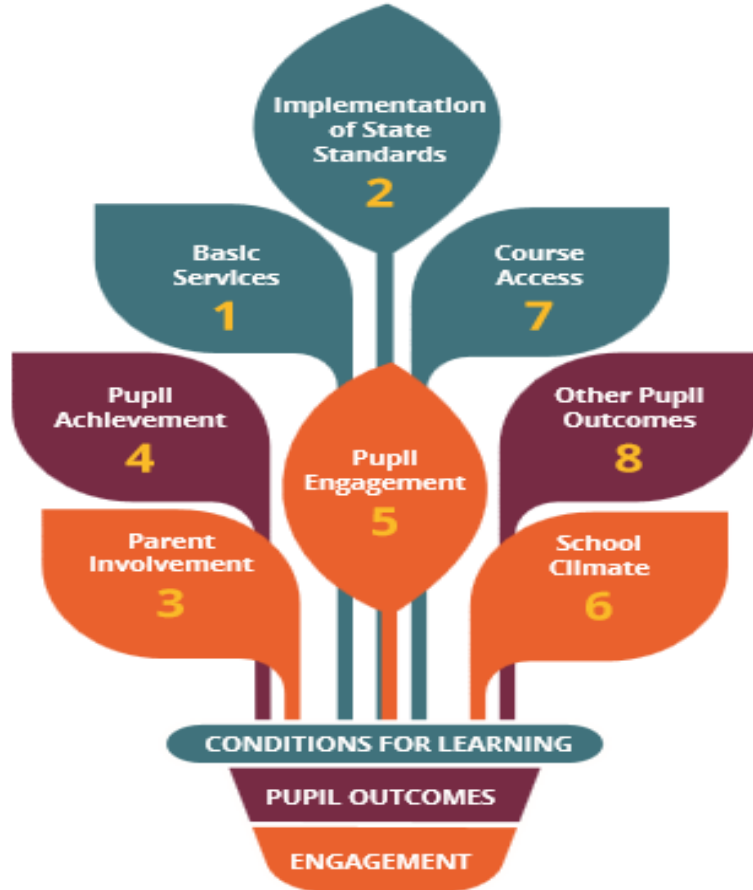 Implementation
of State
Standards
2
Basic
Services
1
Course
Access
7
Pupil
Achievement
4
Other Pupil
Outcomes
8
Pupil
Engagement
5
Parent
Involvement
3
School
Climate
6
CONDITIONS FOR LEARNING
PUPIL OUTCOMES
ENGAGEMENT